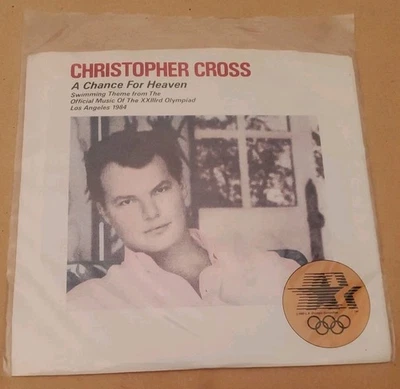 CHRISTOPHER CROSS
A Chance For Heaven
Swimming Theme from The
Official Music Of The XXIIIrd Olympiad
Los Angeles 1984